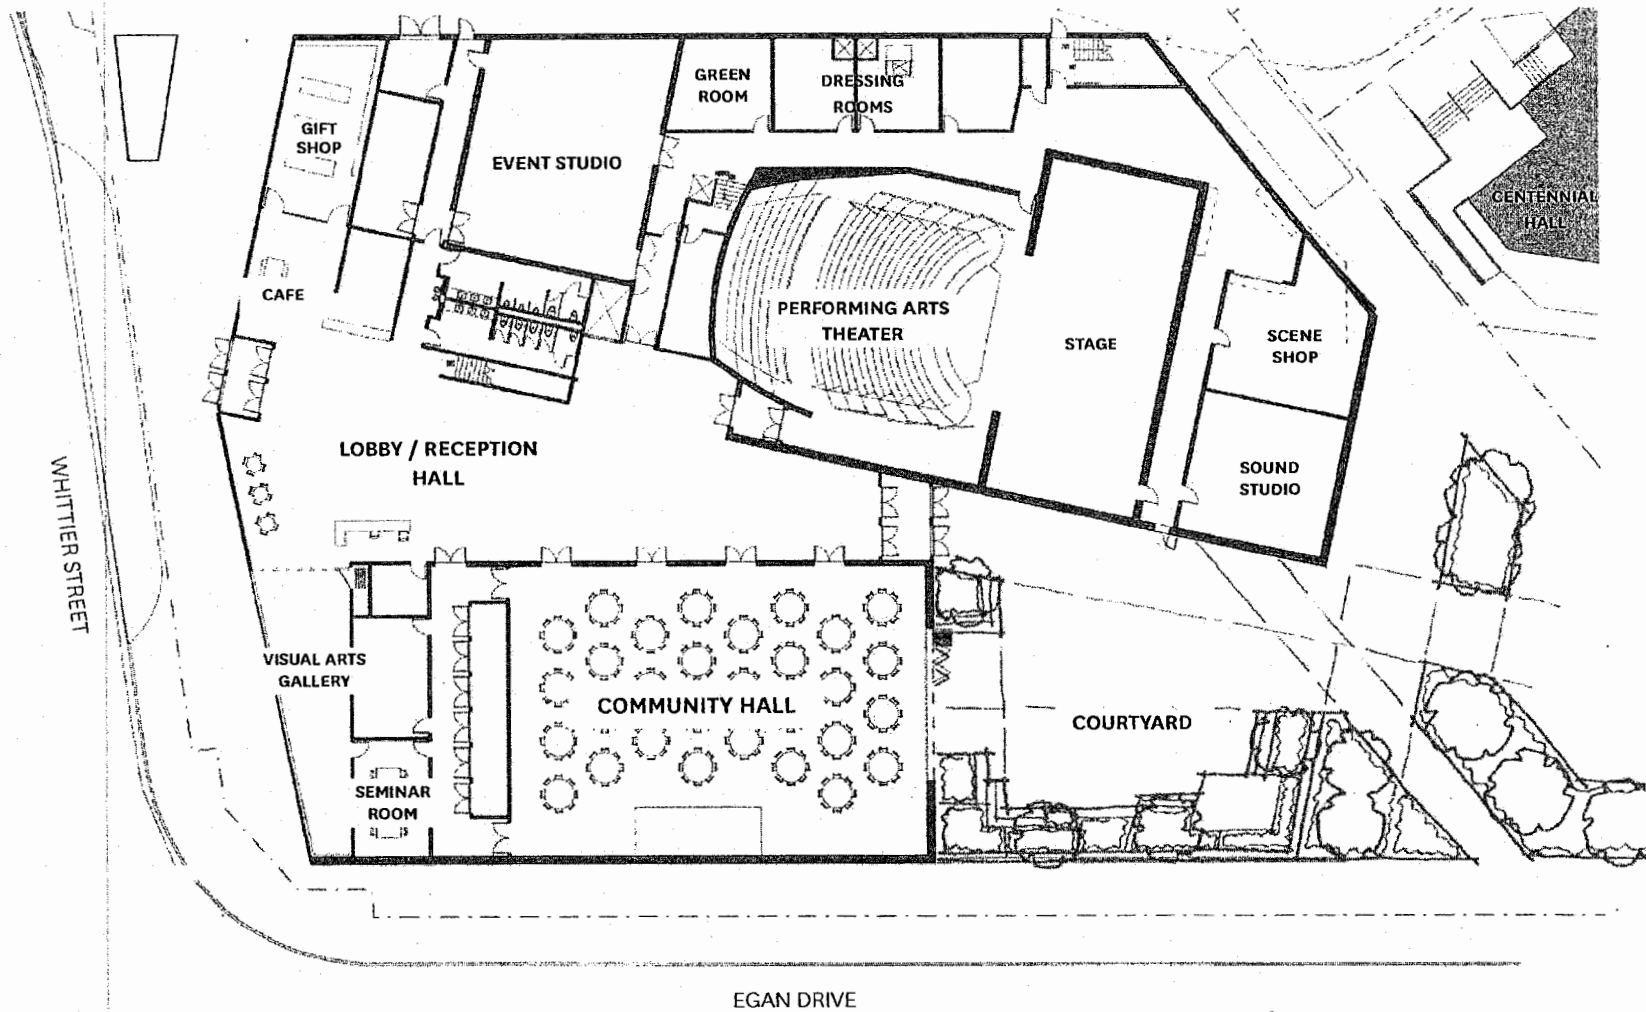 GREEN
ROOM
DRESSING
ROOMS
GIFT
SHOP
EVENT STUDIO
CENTENNIAL
HALL
CAFE
PERFORMING ARTS
THEATER
STAGE
SCENE
SHOP
LOBBY / RECEPTION
HALL
SOUND
STUDIO
WHITTIER STREET
VISUAL ARTS
GALLERY
COMMUNITY HALL
COURTYARD
SEMINAR
ROOM
EGAN DRIVE